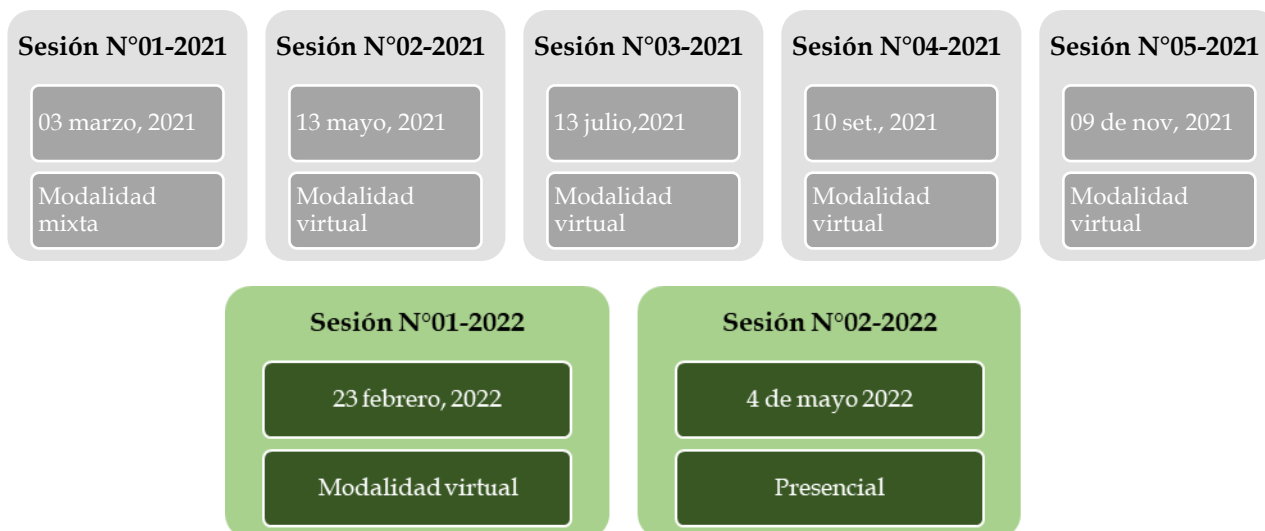 Sesión N°01-2021
03 marzo, 2021
Modalidad
mixta
Sesión N°02-2021
13 mayo, 2021
Modalidad
virtual
Sesión N°03-2021
13 julio,2021
Modalidad
virtual
Sesión N°04-2021
10 set., 2021
Modalidad
virtual
Sesión N°05-2021
09 de nov, 2021
Modalidad
virtual
Sesión N°01-2022
23 febrero, 2022
Modalidad virtual
Sesión N°02-2022
4 de mayo 2022
Presencial